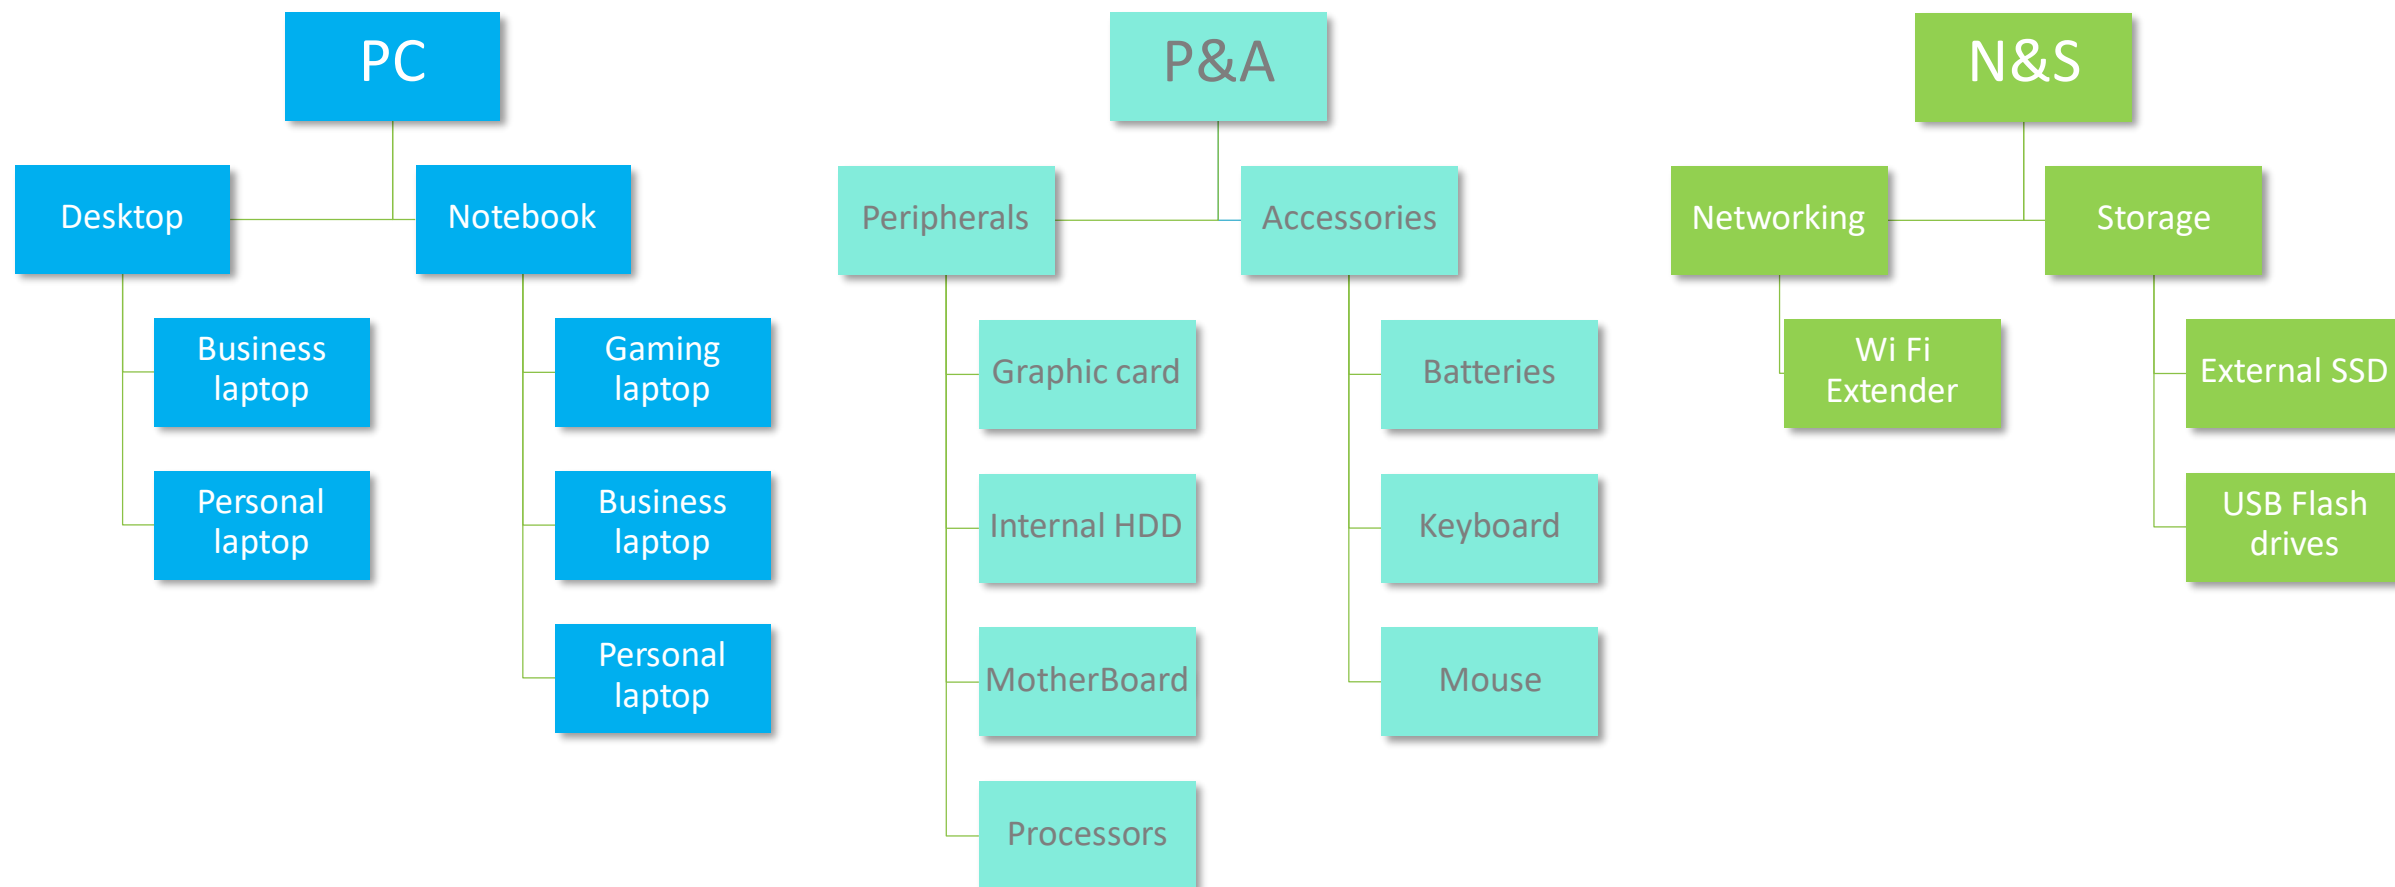 PC
Desktop
Notebook
Business
laptop
Personal
laptop
Gaming
laptop
Business
laptop
Personal
laptop
P&A
Peripherals
Accessories
Graphic card
Internal HDD
MotherBoard
Processors
Batteries
Keyboard
Mouse
N&S
Networking
Storage
Wi Fi
Extender
External SSD
USB Flash
drives